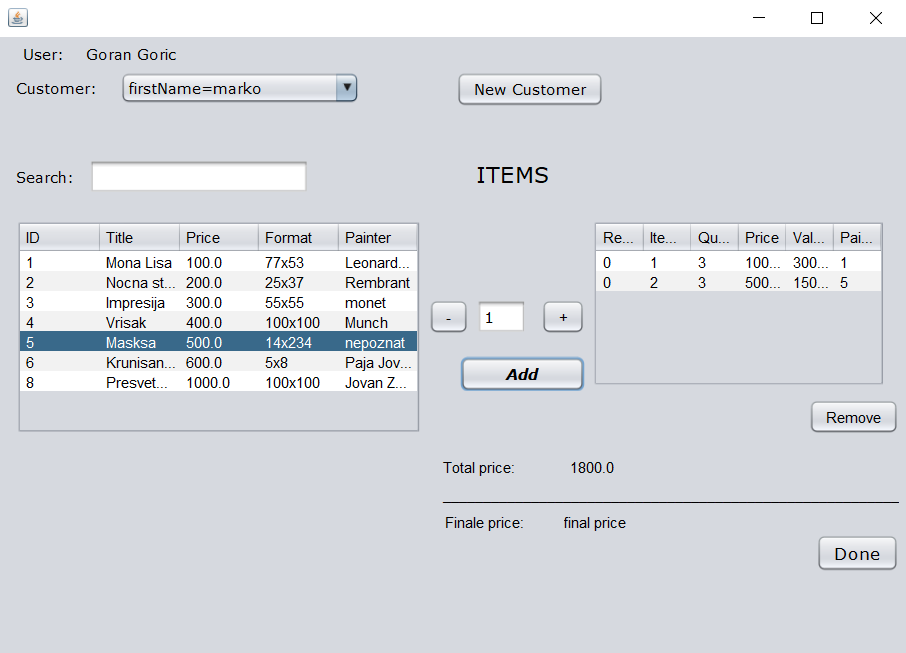 User: Goran Goric
Customer: firstName=marko New Customer
Search: ITEMS
ID Title Price Format Painter
1 Mona Lisa 100.0 77x53 Leonard...
2 Nocna st... 200.0 25x37 Rembrant
3 Impresija 300.0 55x55 monet
4 Vrisak 400.0 100x100 Munch
5 Masksa 500.0 14x234 nepoznat
6 Krunisan... 600.0 5x8 Paja Jov...
8 Presvet... 1000.0 100x100 Jovan Z...
- 1 +
Add
Re... Ite... Qu... Price Val... Pai...
0 1 3 100... 300... 1
0 2 3 500... 150... 5
Remove
Total price: 1800.0
Finale price: final price
Done